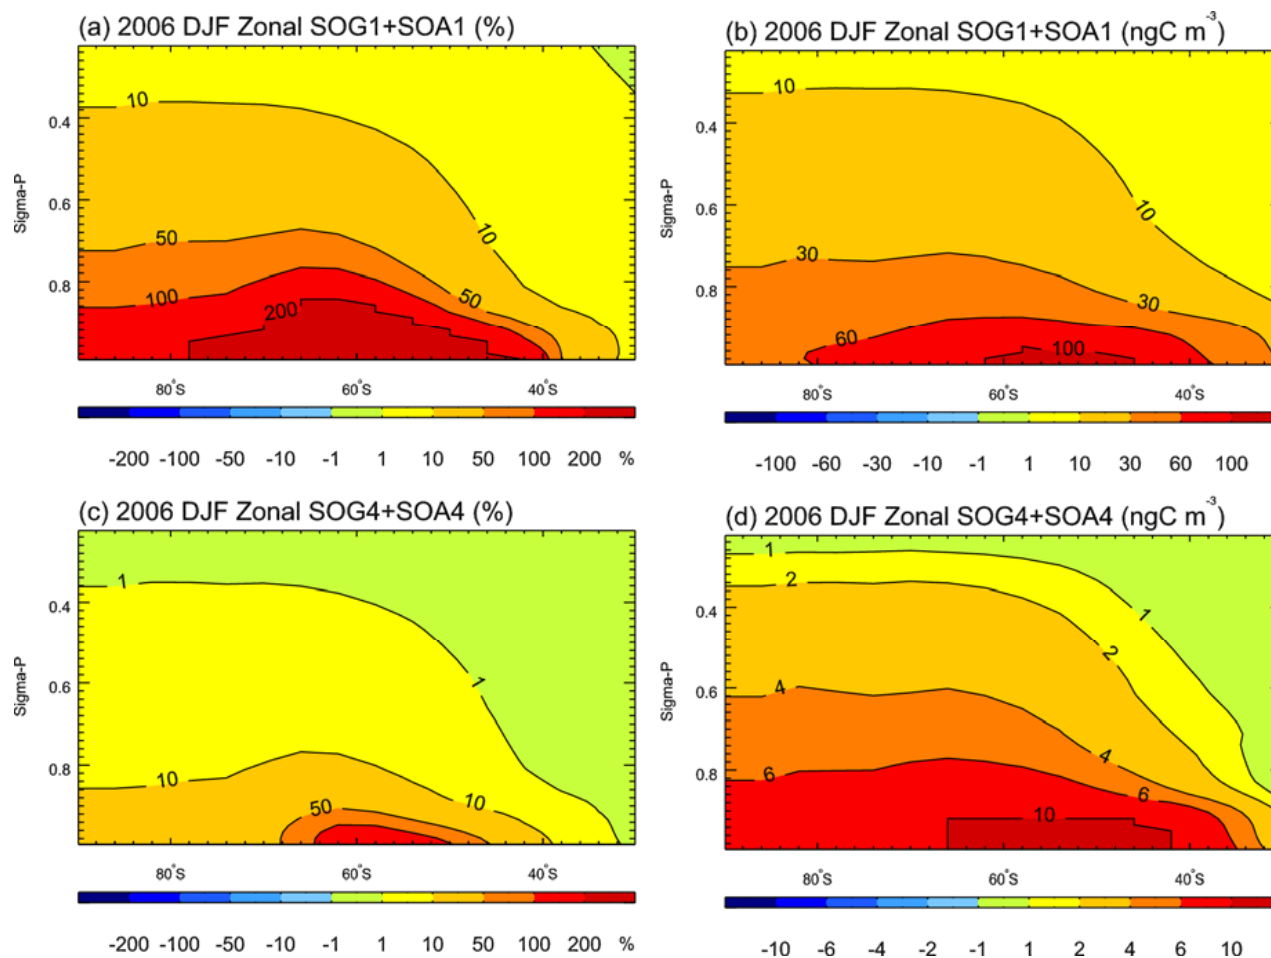 (a) 2006 DJF Zonal SOG1+SOA1 (%)
10
0.4
0.6
0.8
Sigma-P
50
10
100
50
200
80°S 60°S 40°S
-200 -100 -50 -10 -1 1 10 50 100 200 %
(b) 2006 DJF Zonal SOG1+SOA1 (ngC m-3)
10
0.4
0.6
0.8
Sigma-P
10
30
30
60
100
80°S 60°S 40°S
-100 -60 -30 -10 -1 1 10 30 60 100
(c) 2006 DJF Zonal SOG4+SOA4 (%)
1
0.4
0.6
0.8
Sigma-P
1
10
10
50
80°S 60°S 40°S
-200 -100 -50 -10 -1 1 10 50 100 200 %
(d) 2006 DJF Zonal SOG4+SOA4 (ngC m-3)
1
2
0.4
0.6
0.8
Sigma-P
1
2
4
4
6
6
10
80°S 60°S 40°S
-10 -6 -4 -2 -1 1 2 4 6 10